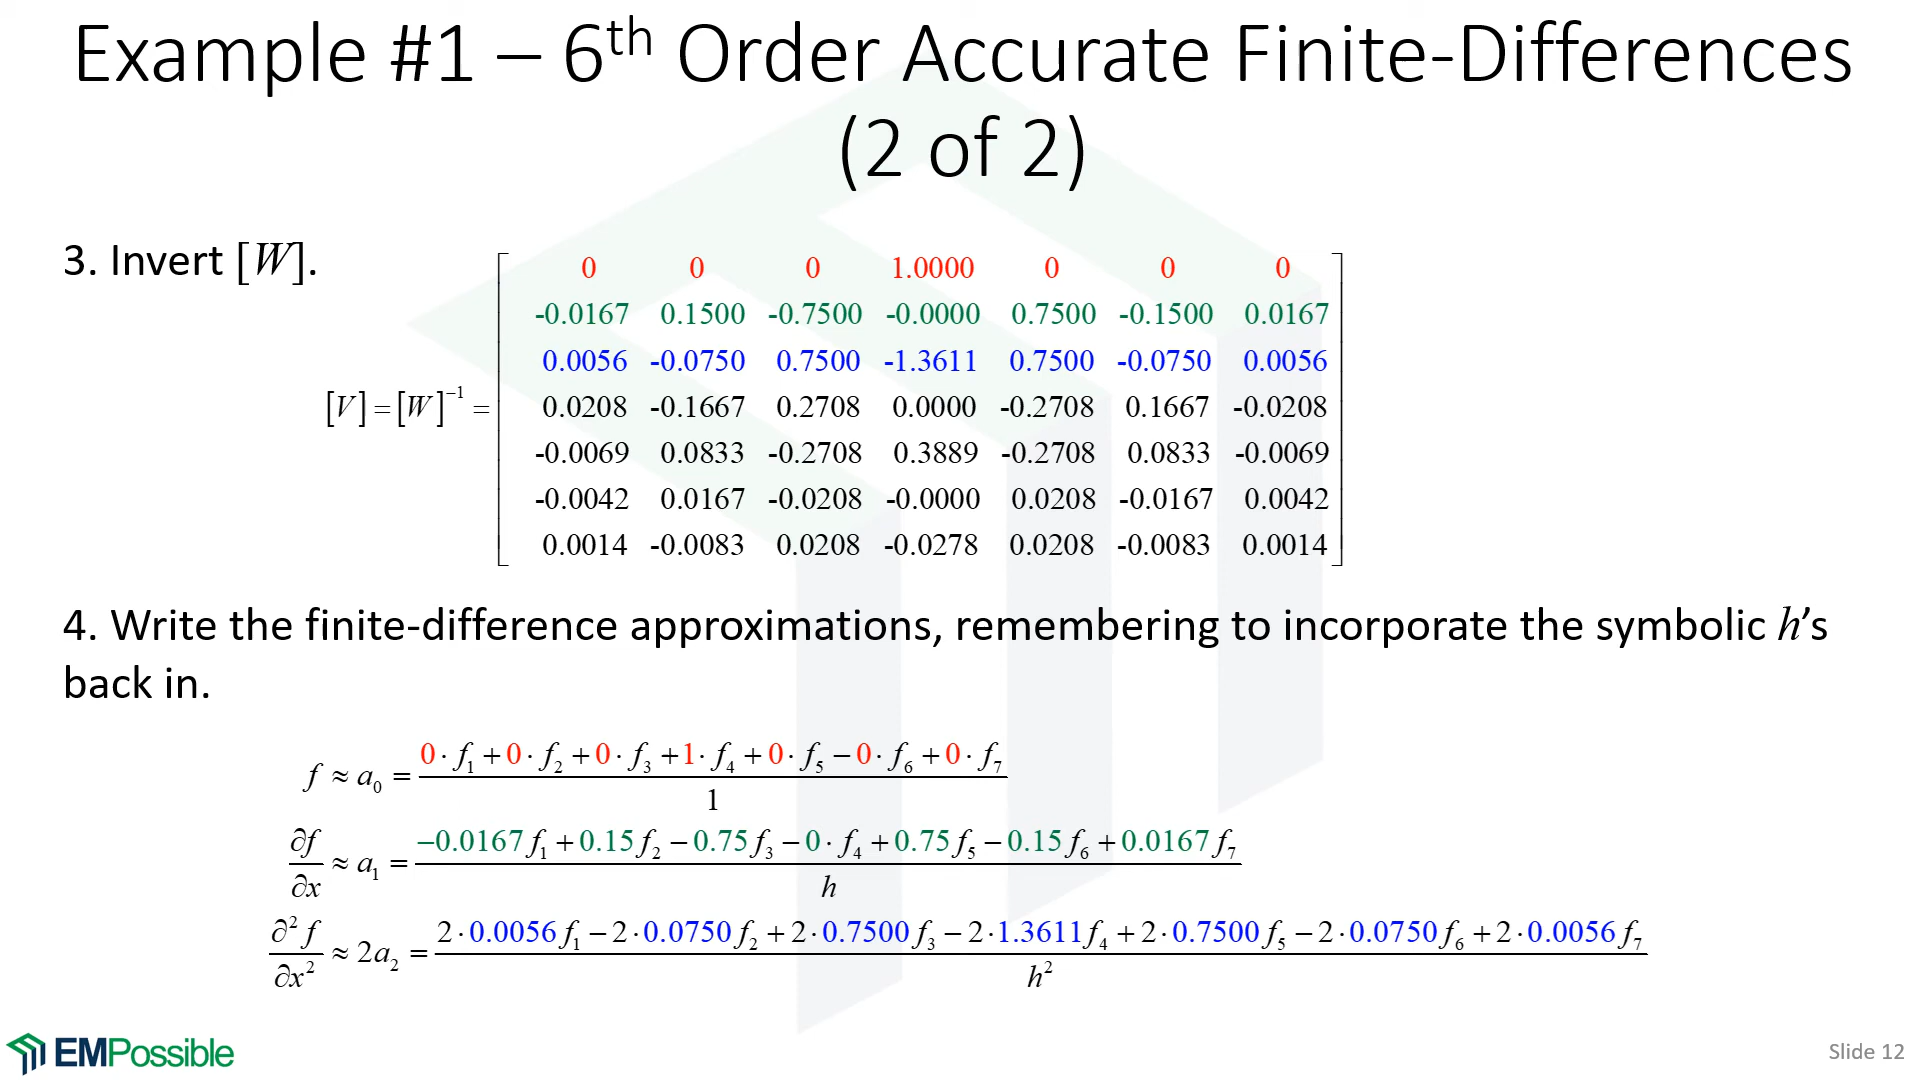 Example #1 – 6th Order Accurate Finite-Differences
(2 of 2)
3. Invert [W].
[V] = [W]⁻¹ =
0 0 0 1.0000 0 0 0
-0.0167 0.1500 -0.7500 -0.0000 0.7500 -0.1500 0.0167
0.0056 -0.0750 0.7500 -1.3611 0.7500 -0.0750 0.0056
0.0208 -0.1667 0.2708 0.0000 -0.2708 0.1667 -0.0208
-0.0069 0.0833 -0.2708 0.3889 -0.2708 0.0833 -0.0069
-0.0042 0.0167 -0.0208 -0.0000 0.0208 -0.0167 0.0042
0.0014 -0.0083 0.0208 -0.0278 0.0208 -0.0083 0.0014
4. Write the finite-difference approximations, remembering to incorporate the symbolic h's
back in.
f ≈ a₀ = (0·f₁ + 0·f₂ + 0·f₃ + 1·f₄ + 0·f₅ − 0·f₆ + 0·f₇) / 1
∂f/∂x ≈ a₁ = (−0.0167f₁ + 0.15f₂ − 0.75f₃ − 0·f₄ + 0.75f₅ − 0.15f₆ + 0.0167f₇) / h
∂²f/∂x² ≈ 2a₂ = (2·0.0056f₁ − 2·0.0750f₂ + 2·0.7500f₃ − 2·1.3611f₄ + 2·0.7500f₅ − 2·0.0750f₆ + 2·0.0056f₇) / h²
EMPossible
Slide 12